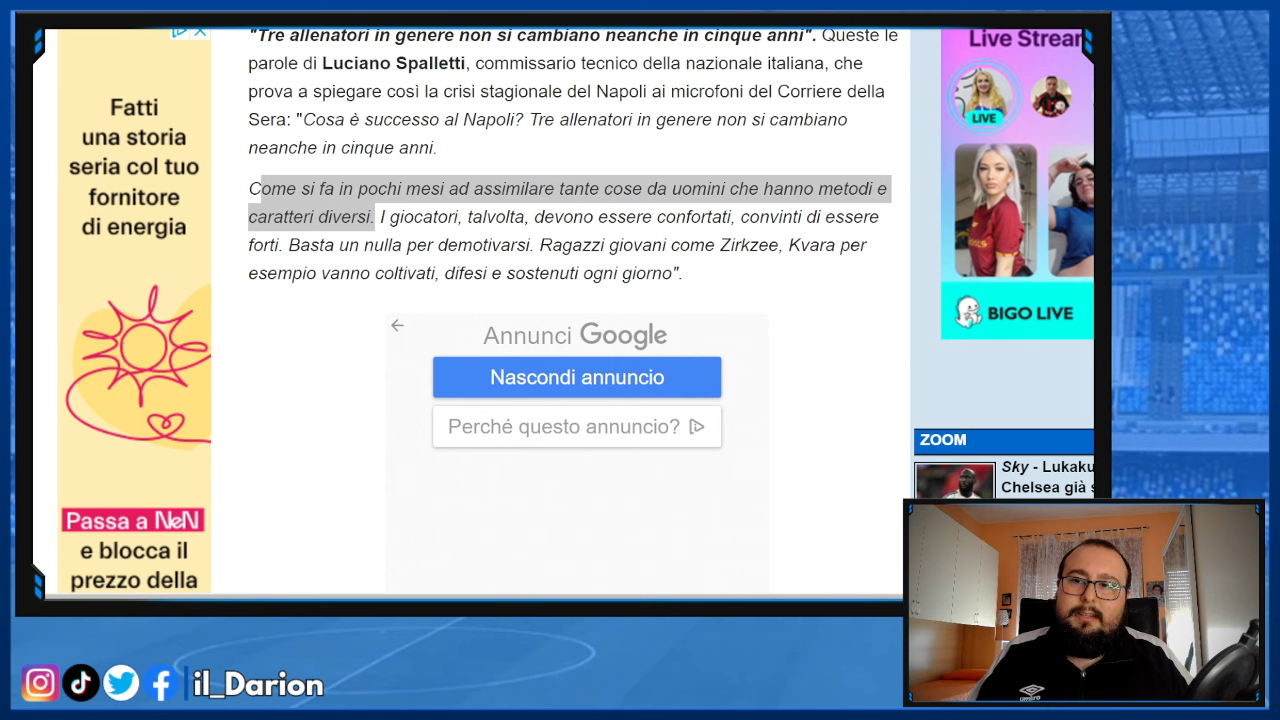 Fatti
una storia
seria col tuo
fornitore
di energia
Passa a NeN
e blocca il
prezzo della
"Tre allenatori in genere non si cambiano neanche in cinque anni". Queste le
parole di Luciano Spalletti, commissario tecnico della nazionale italiana, che
prova a spiegare così la crisi stagionale del Napoli ai microfoni del Corriere della
Sera: "Cosa è successo al Napoli? Tre allenatori in genere non si cambiano
neanche in cinque anni.
Come si fa in pochi mesi ad assimilare tante cose da uomini che hanno metodi e
caratteri diversi. I giocatori, talvolta, devono essere confortati, convinti di essere
forti. Basta un nulla per demotivarsi. Ragazzi giovani come Zirkzee, Kvara per
esempio vanno coltivati, difesi e sostenuti ogni giorno".
Annunci Google
Nascondi annuncio
Perché questo annuncio?
Live Strear
LIVE
BIGO LIVE
ZOOM
Sky - Lukaku
Chelsea già s
umbro
il_Darion